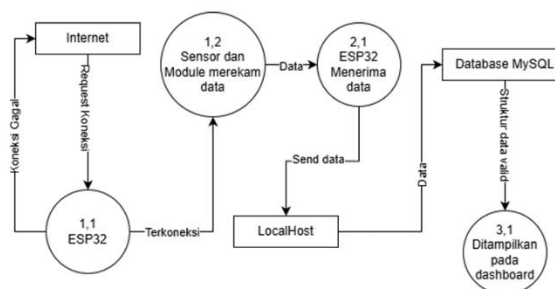 Internet
Koneksi Gagal
Request Koneksi
1,1
ESP32
Terkoneksi
1,2
Sensor dan
Module merekam
data
Data
2,1
ESP32
Menerima
data
Send data
LocalHost
Data
Database MySQL
Struktur data valid
3,1
Ditampilkan
pada
dashboard